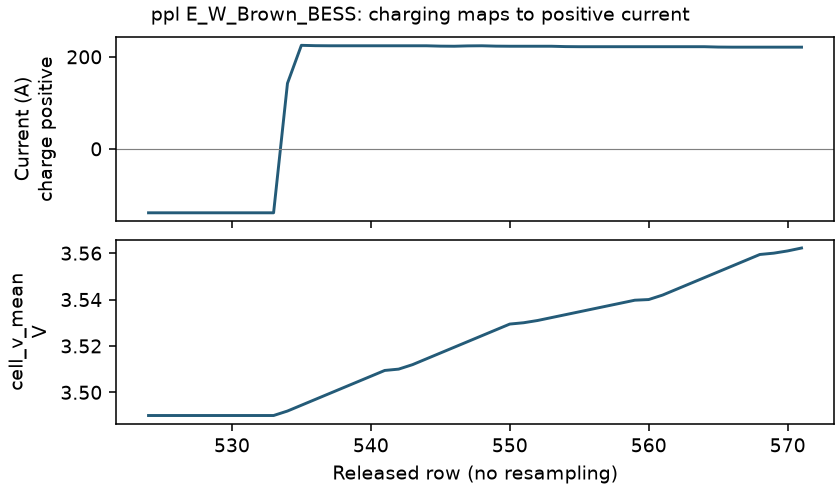 ppl E_W_Brown_BESS: charging maps to positive current
Current (A)
charge positive
200
0
cell_v_mean
V
3.56
3.54
3.52
3.50
530
540
550
560
570
Released row (no resampling)